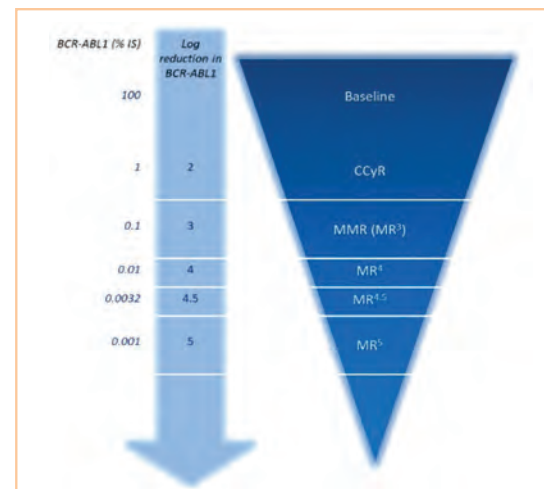 BCR-ABL1 (% IS)
Log
reduction in
BCR-ABL1
100
Baseline
1
2
CCyR
0.1
3
MMR (MR³)
0.01
4
MR⁴
0.0032
4.5
MR⁴·⁵
0.001
5
MR⁵